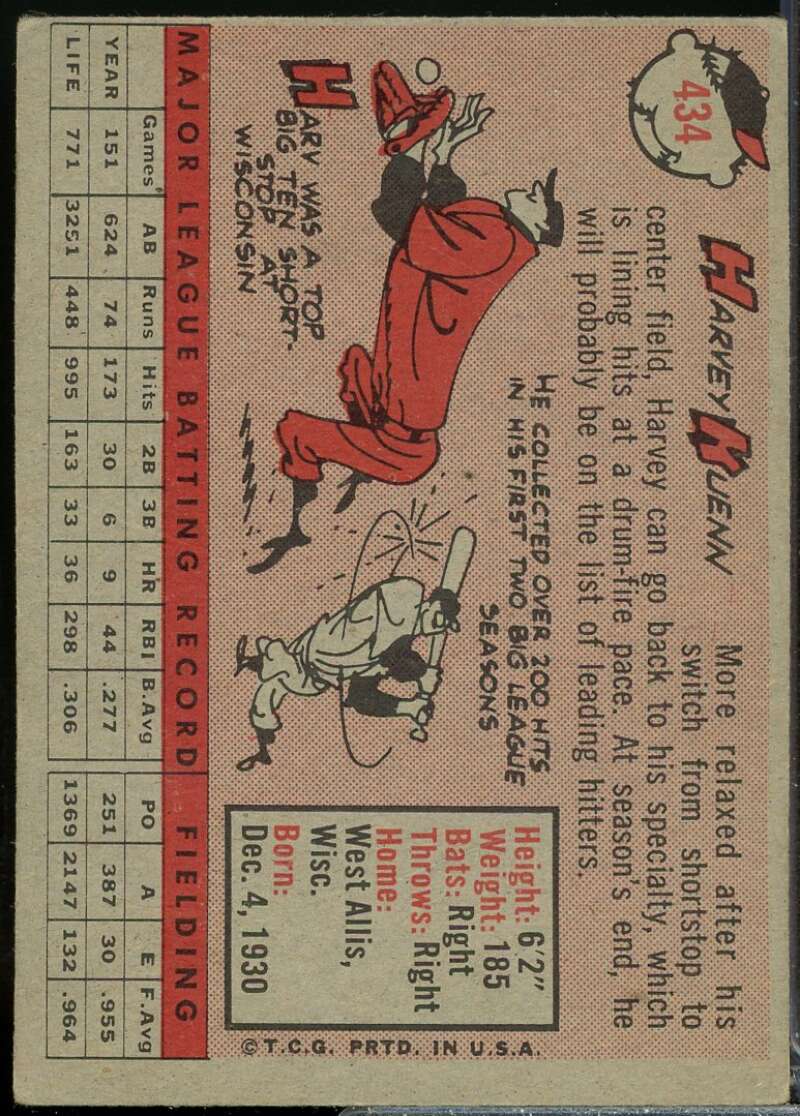 434
HARVEY KUENN
More relaxed after his
switch from shortstop to
center field, Harvey can go back to his specialty, which
is lining hits at a drum-fire pace. At season's end, he
will probably be on the list of leading hitters.
HARV WAS A TOP
BIG TEN SHORT-
STOP AT
WISCONSIN
HE COLLECTED OVER 200 HITS
IN HIS FIRST TWO BIG LEAGUE
SEASONS
Height: 6'2"
Weight: 185
Bats: Right
Throws: Right
Home:
West Allis,
Wisc.
Born:
Dec. 4, 1930
©T.C.G. PRTD. IN U.S.A.
MAJOR LEAGUE BATTING RECORD FIELDING
Games AB Runs Hits 2B 3B HR RBI B.Avg PO A E F.Avg
YEAR 151 624 74 173 30 6 9 44 .277 251 387 30 .955
LIFE 771 3251 448 995 163 33 36 298 .306 1369 2147 132 .964